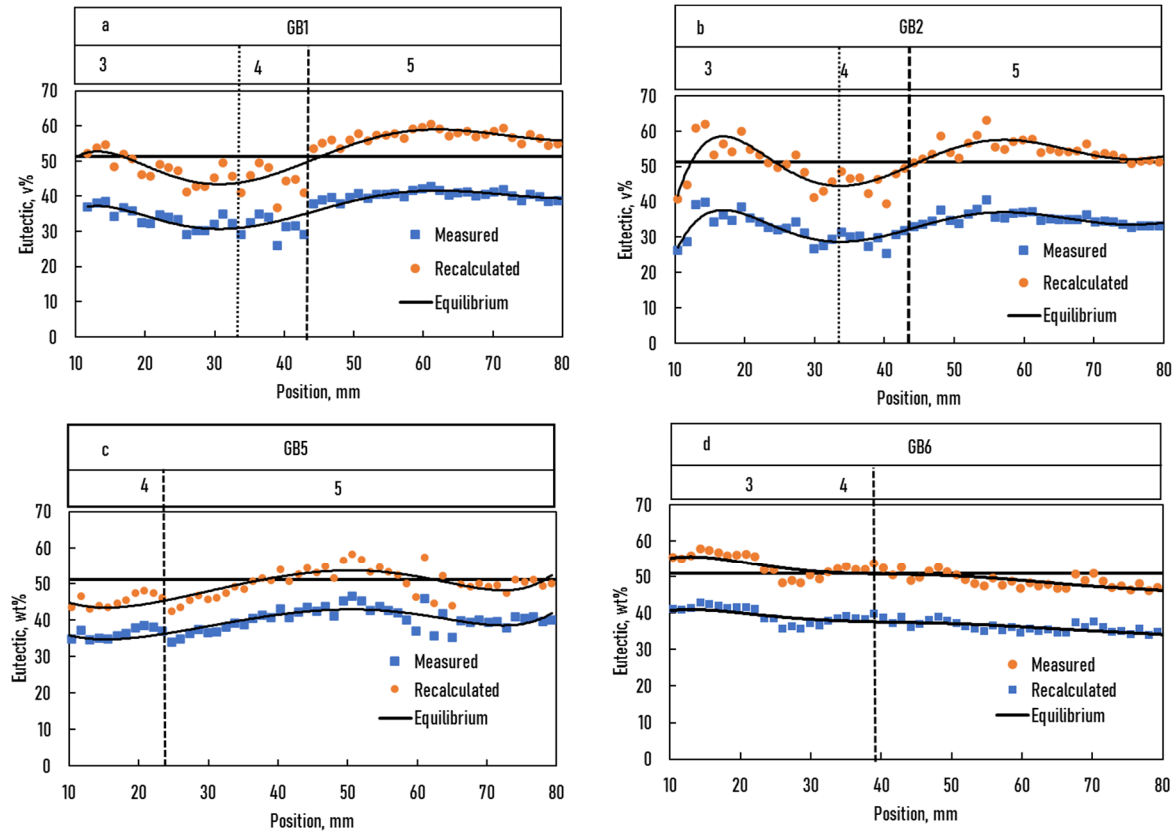 a GB1
3 4 5
70
60
50
40
30
20
10
0
Eutectic, v%
Measured
Recalculated
Equilibrium
10 20 30 40 50 60 70 80
Position, mm
b GB2
3 4 5
70
60
50
40
30
20
10
0
Eutectic, v%
Measured
Recalculated
Equilibrium
10 20 30 40 50 60 70 80
Position, mm
c GB5
4 5
70
60
50
40
30
20
10
0
Eutectic, wt%
Measured
Recalculated
Equilibrium
10 20 30 40 50 60 70 80
Position, mm
d GB6
3 4
70
60
50
40
30
20
10
0
Eutectic, wt%
Measured
Recalculated
Equilibrium
10 20 30 40 50 60 70 80
Position, mm